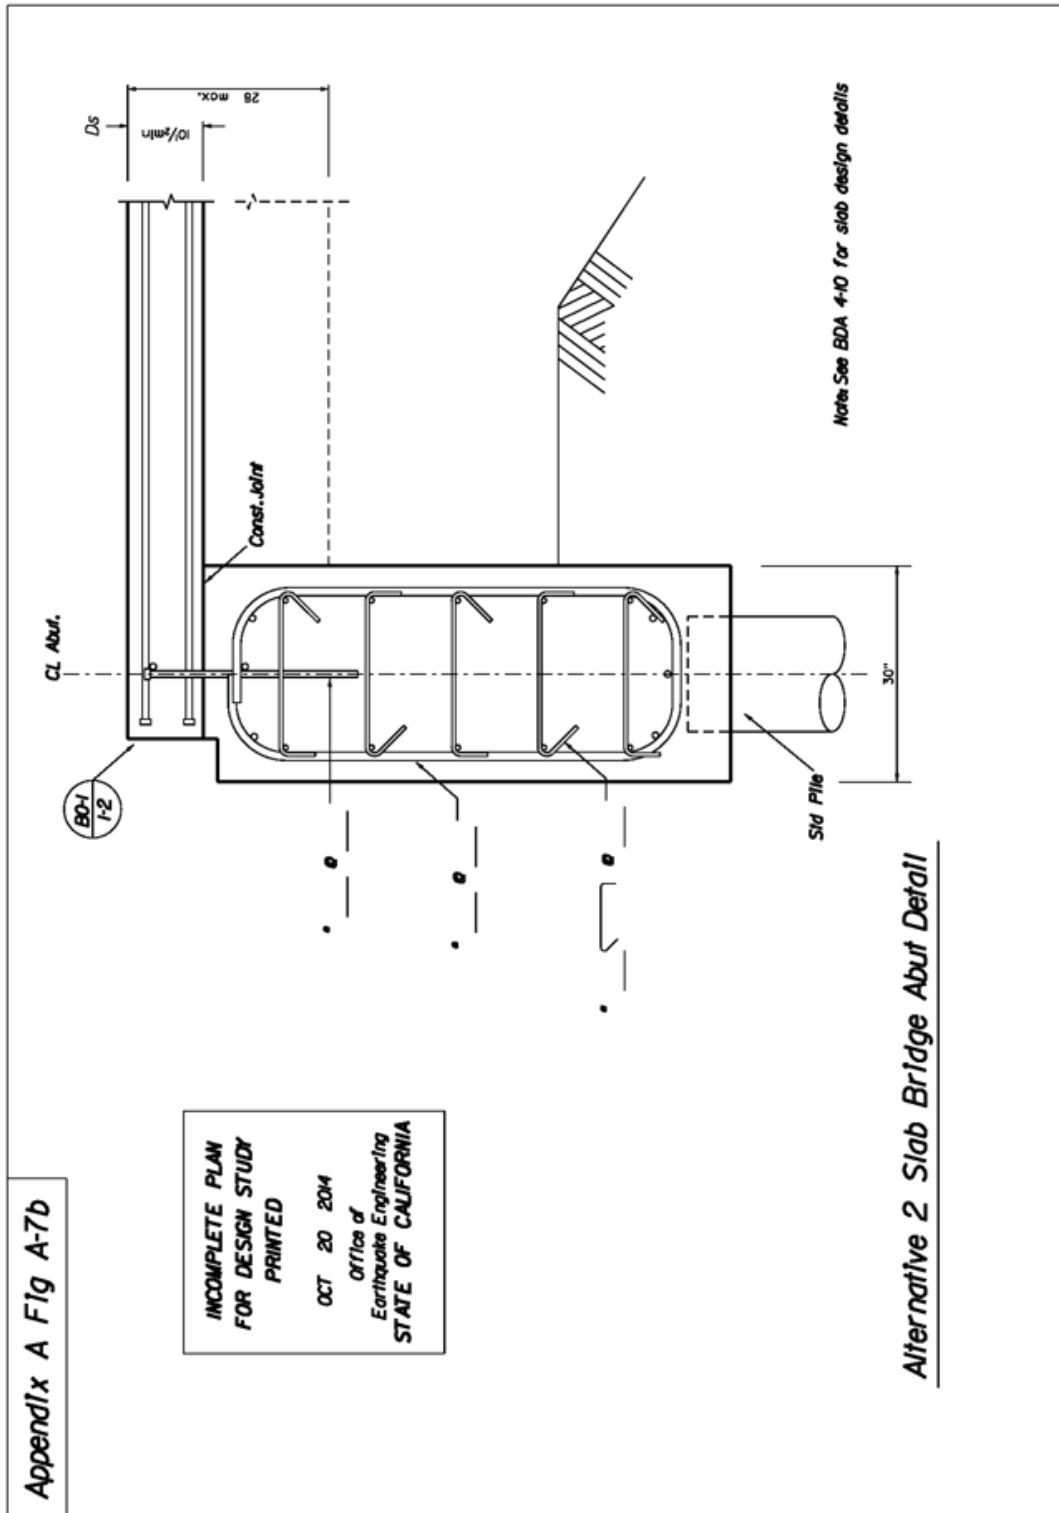 Appendix A Fig A-7b
INCOMPLETE PLAN
FOR DESIGN STUDY
PRINTED
OCT 20 2014
Office of
Earthquake Engineering
STATE OF CALIFORNIA
BO-1
1-2
CL Abut.
Ds
10½min
28 max.
Const. Joint
30"
Std Pile
Note: See BDA 4-10 for slab design details
Alternative 2 Slab Bridge Abut Detail